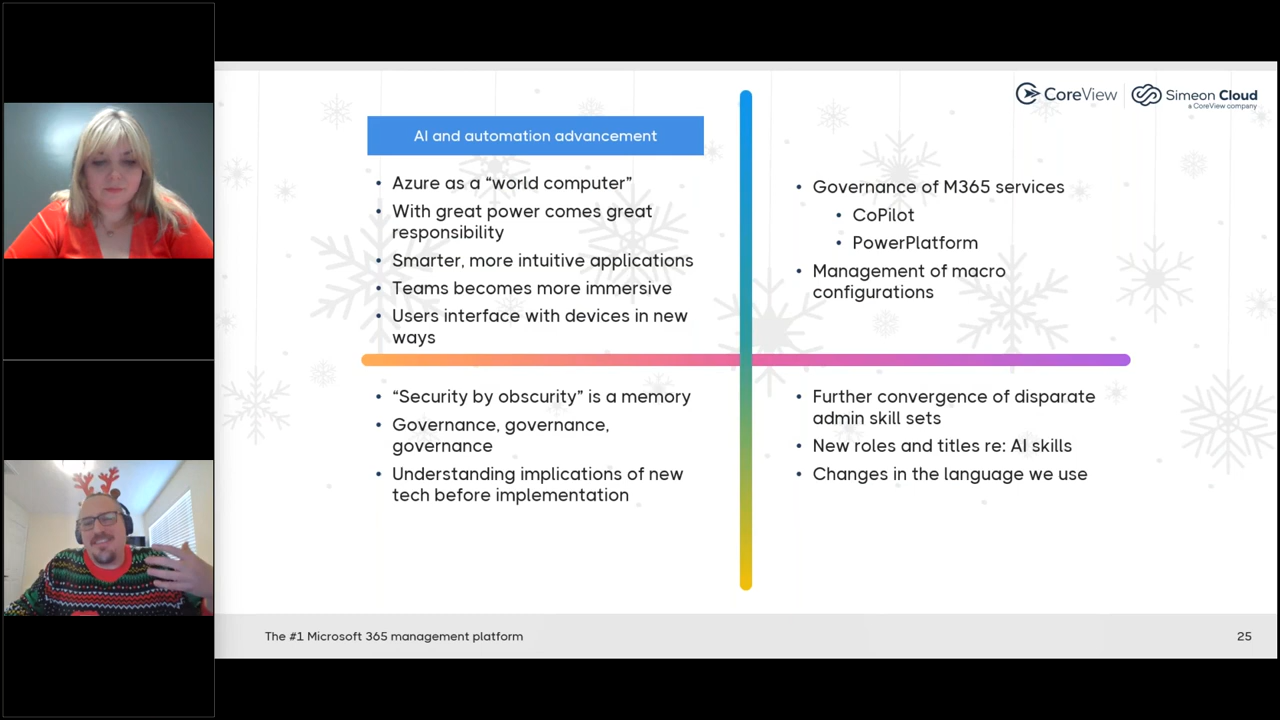 CoreView
Simeon Cloud
a CoreView company
AI and automation advancement
• Azure as a “world computer”
• With great power comes great
responsibility
• Smarter, more intuitive applications
• Teams becomes more immersive
• Users interface with devices in new
ways
• Governance of M365 services
• CoPilot
• PowerPlatform
• Management of macro
configurations
• “Security by obscurity” is a memory
• Governance, governance,
governance
• Understanding implications of new
tech before implementation
• Further convergence of disparate
admin skill sets
• New roles and titles re: AI skills
• Changes in the language we use
The #1 Microsoft 365 management platform
25